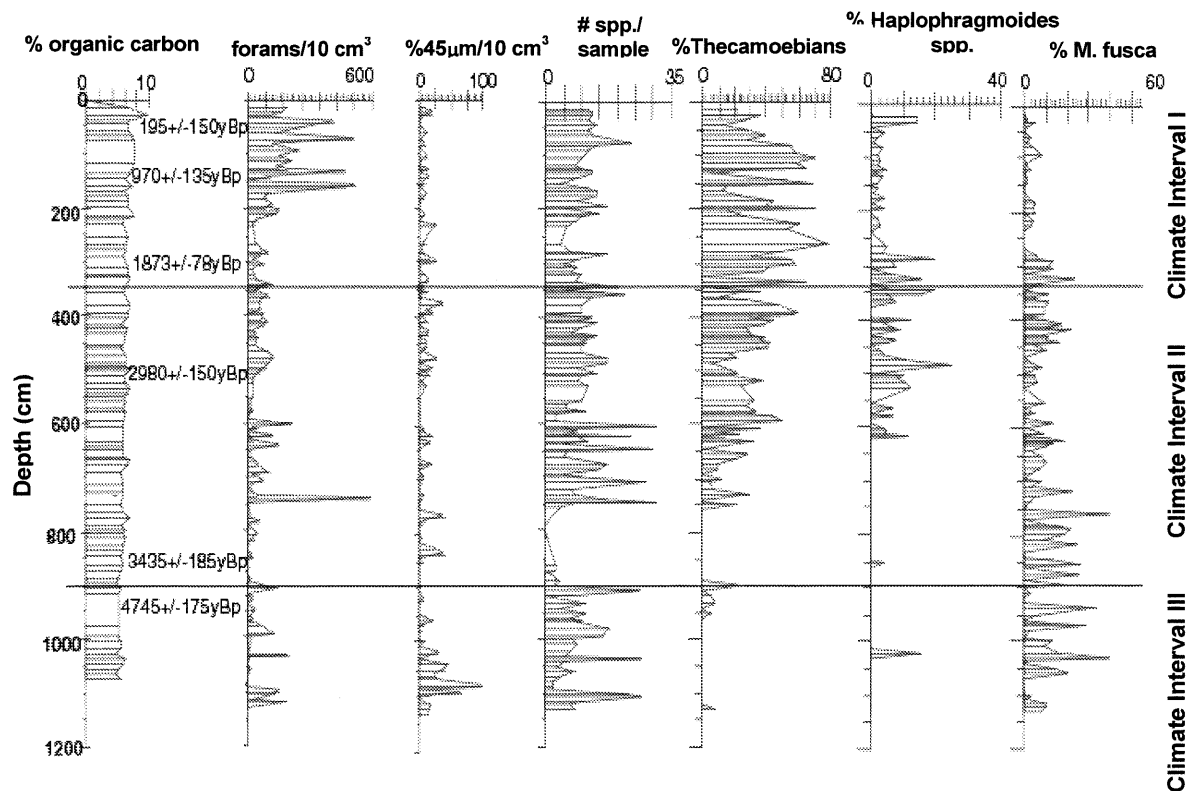 % organic carbon
forams/10 cm³
%45µm/10 cm³
# spp./
sample
%Thecamoebians
% Haplophragmoides
spp.
% M. fusca
0 10
0 600
0 100
0
0 80
0 40
0 60
0
195+/-150yBp
970+/-135yBp
200
1873+/-78yBp
400
2980+/-150yBp
600
800
3435+/-185yBp
4745+/-175yBp
1000
1200
Depth (cm)
Climate Interval I
Climate Interval II
Climate Interval III